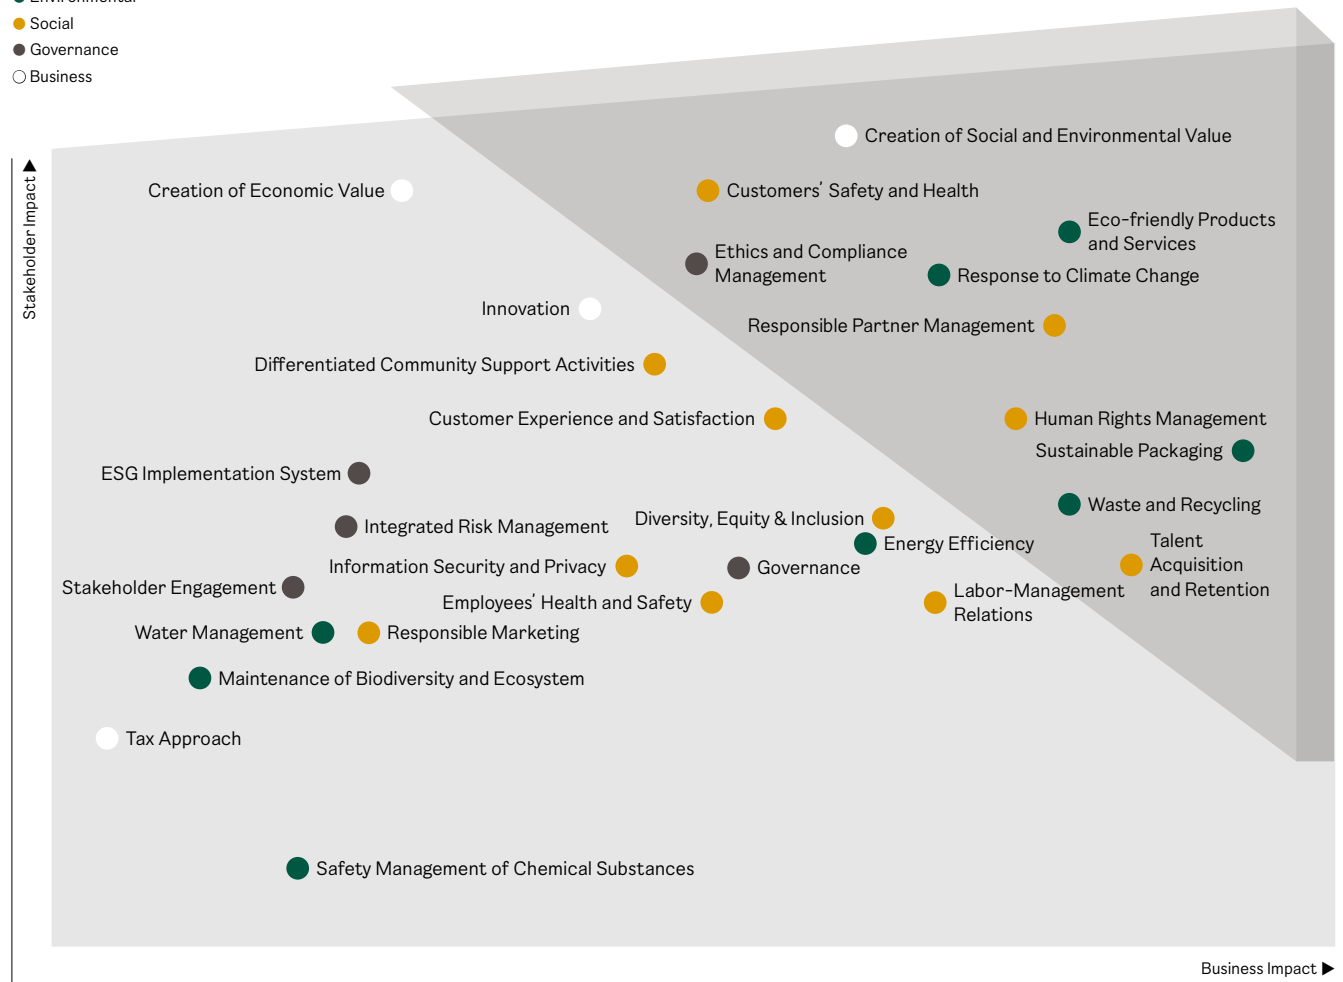 Environmental
Social
Governance
Business
Stakeholder Impact ▲
Creation of Social and Environmental Value
Creation of Economic Value
Customers’ Safety and Health
Eco-friendly Products
and Services
Ethics and Compliance
Management
Response to Climate Change
Innovation
Responsible Partner Management
Differentiated Community Support Activities
Customer Experience and Satisfaction
Human Rights Management
Sustainable Packaging
ESG Implementation System
Waste and Recycling
Diversity, Equity & Inclusion
Integrated Risk Management
Energy Efficiency
Talent
Acquisition
and Retention
Information Security and Privacy
Governance
Stakeholder Engagement
Labor-Management
Relations
Employees’ Health and Safety
Water Management
Responsible Marketing
Maintenance of Biodiversity and Ecosystem
Tax Approach
Safety Management of Chemical Substances
Business Impact ▶